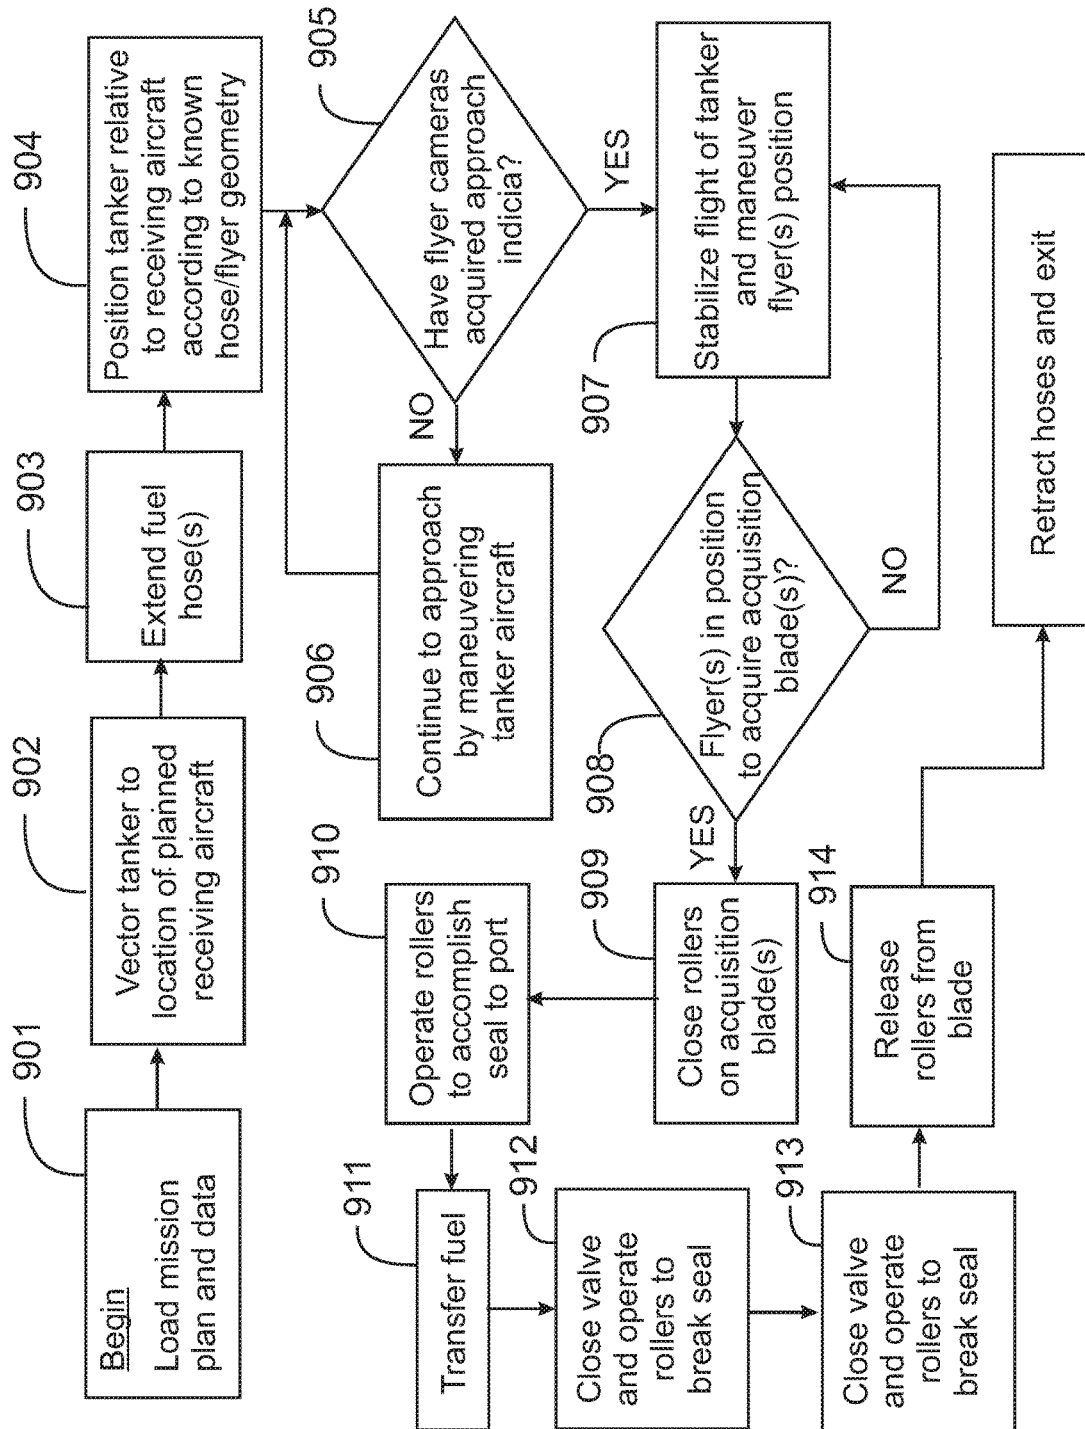 901
Begin
Load mission
plan and data
902
Vector tanker to
location of planned
receiving aircraft
903
Extend fuel
hose(s)
904
Position tanker relative
to receiving aircraft
according to known
hose/flyer geometry
905
Have flyer cameras
acquired approach
indicia?
NO
YES
906
Continue to approach
by maneuvering
tanker aircraft
907
Stabilize flight of tanker
and maneuver
flyer(s) position
908
Flyer(s) in position
to acquire acquisition
blade(s)?
YES
NO
909
Close rollers
on acquisition
blade(s)
910
Operate rollers
to accomplish
seal to port
911
Transfer fuel
912
Close valve
and operate
rollers to
break seal
913
Close valve
and operate
rollers to
break seal
914
Release
rollers from
blade
Retract hoses and exit